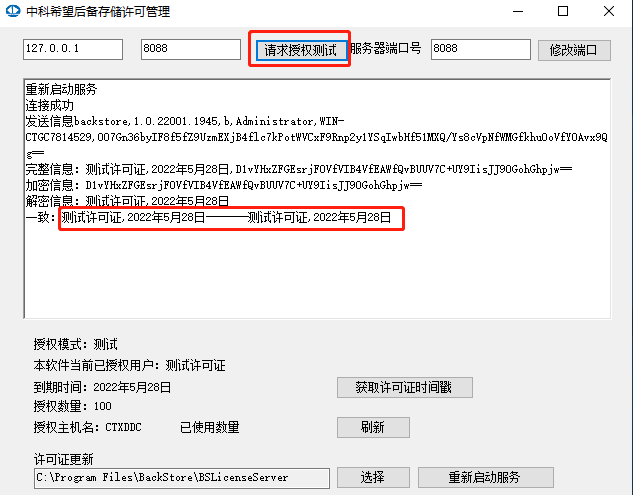 中科希望后备存储许可管理
127.0.0.1 8088 请求授权测试 服务器端口号 8088 修改端口
重新启动服务
连接成功
发送信息backstore,1.0.22001.1945,b,Administrator,WIN-
CTGC7814529,007Gn36byIF8f5fZ9UzmEXjB4flc7kPotWVCxF9Rnp2y1YSqIwbHf51MXQ/Ys8cVpNfWMGfkhuOoVfYOAvx9Q
g==
完整信息：测试许可证,2022年5月28日,D1vYHxZFGEsrjFOVfVIB4VfEAWfQvBUUV7C+UY9IisJJ9OGohGhpjw==
加密信息：D1vYHxZFGEsrjFOVfVIB4VfEAWfQvBUUV7C+UY9IisJJ9OGohGhpjw==
解密信息：测试许可证,2022年5月28日
一致：测试许可证,2022年5月28日———测试许可证,2022年5月28日
授权模式：测试
本软件当前已授权用户：测试许可证
到期时间：2022年5月28日 获取许可证时间戳
授权数量：100
授权主机名：CTXDDC 已使用数量 刷新
许可证更新
C:\Program Files\BackStore\BSLicenseServer 选择 重新启动服务